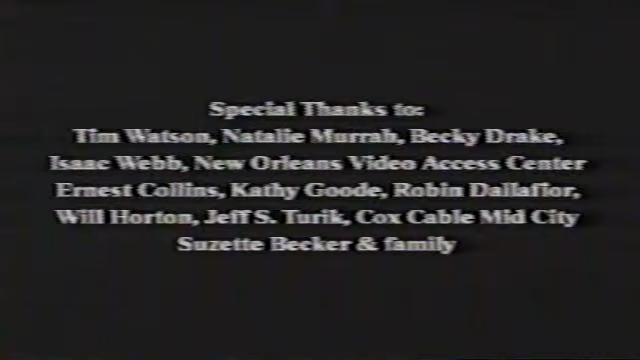 Special Thanks to:
Tim Watson, Natalie Murrah, Becky Drake,
Isaac Webb, New Orleans Video Access Center
Ernest Collins, Kathy Goode, Robin Dallaflor,
Will Horton, Jeff S. Turik, Cox Cable Mid City
Suzette Becker & family